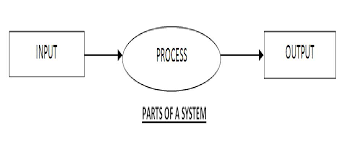 INPUT
PROCESS
OUTPUT
PARTS OF A SYSTEM